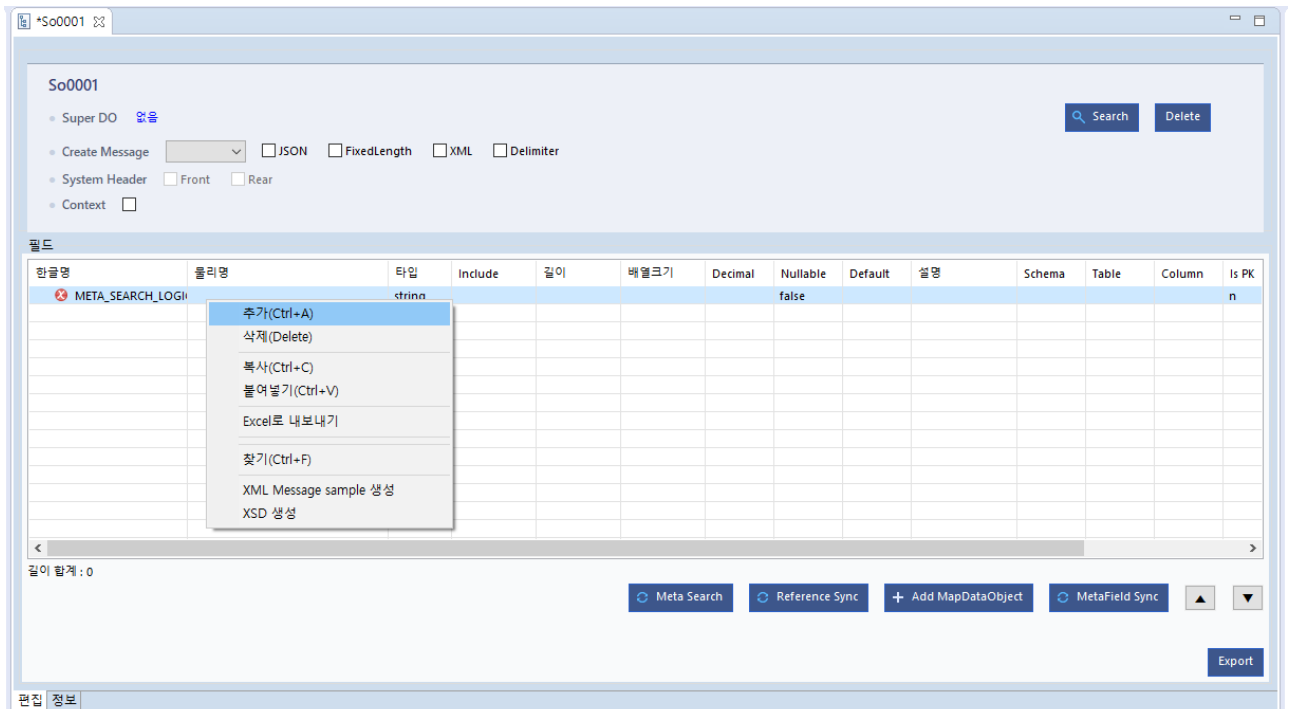 *So0001
So0001
Super DO 없음
Search Delete
Create Message JSON FixedLength XML Delimiter
System Header Front Rear
Context
필드
한글명 물리명 타입 Include 길이 배열크기 Decimal Nullable Default 설명 Schema Table Column Is PK
META_SEARCH_LOGI string false n
추가(Ctrl+A)
삭제(Delete)
복사(Ctrl+C)
붙여넣기(Ctrl+V)
Excel로 내보내기
찾기(Ctrl+F)
XML Message sample 생성
XSD 생성
길이 합계 : 0
Meta Search Reference Sync + Add MapDataObject MetaField Sync ▲ ▼
Export
편집 정보